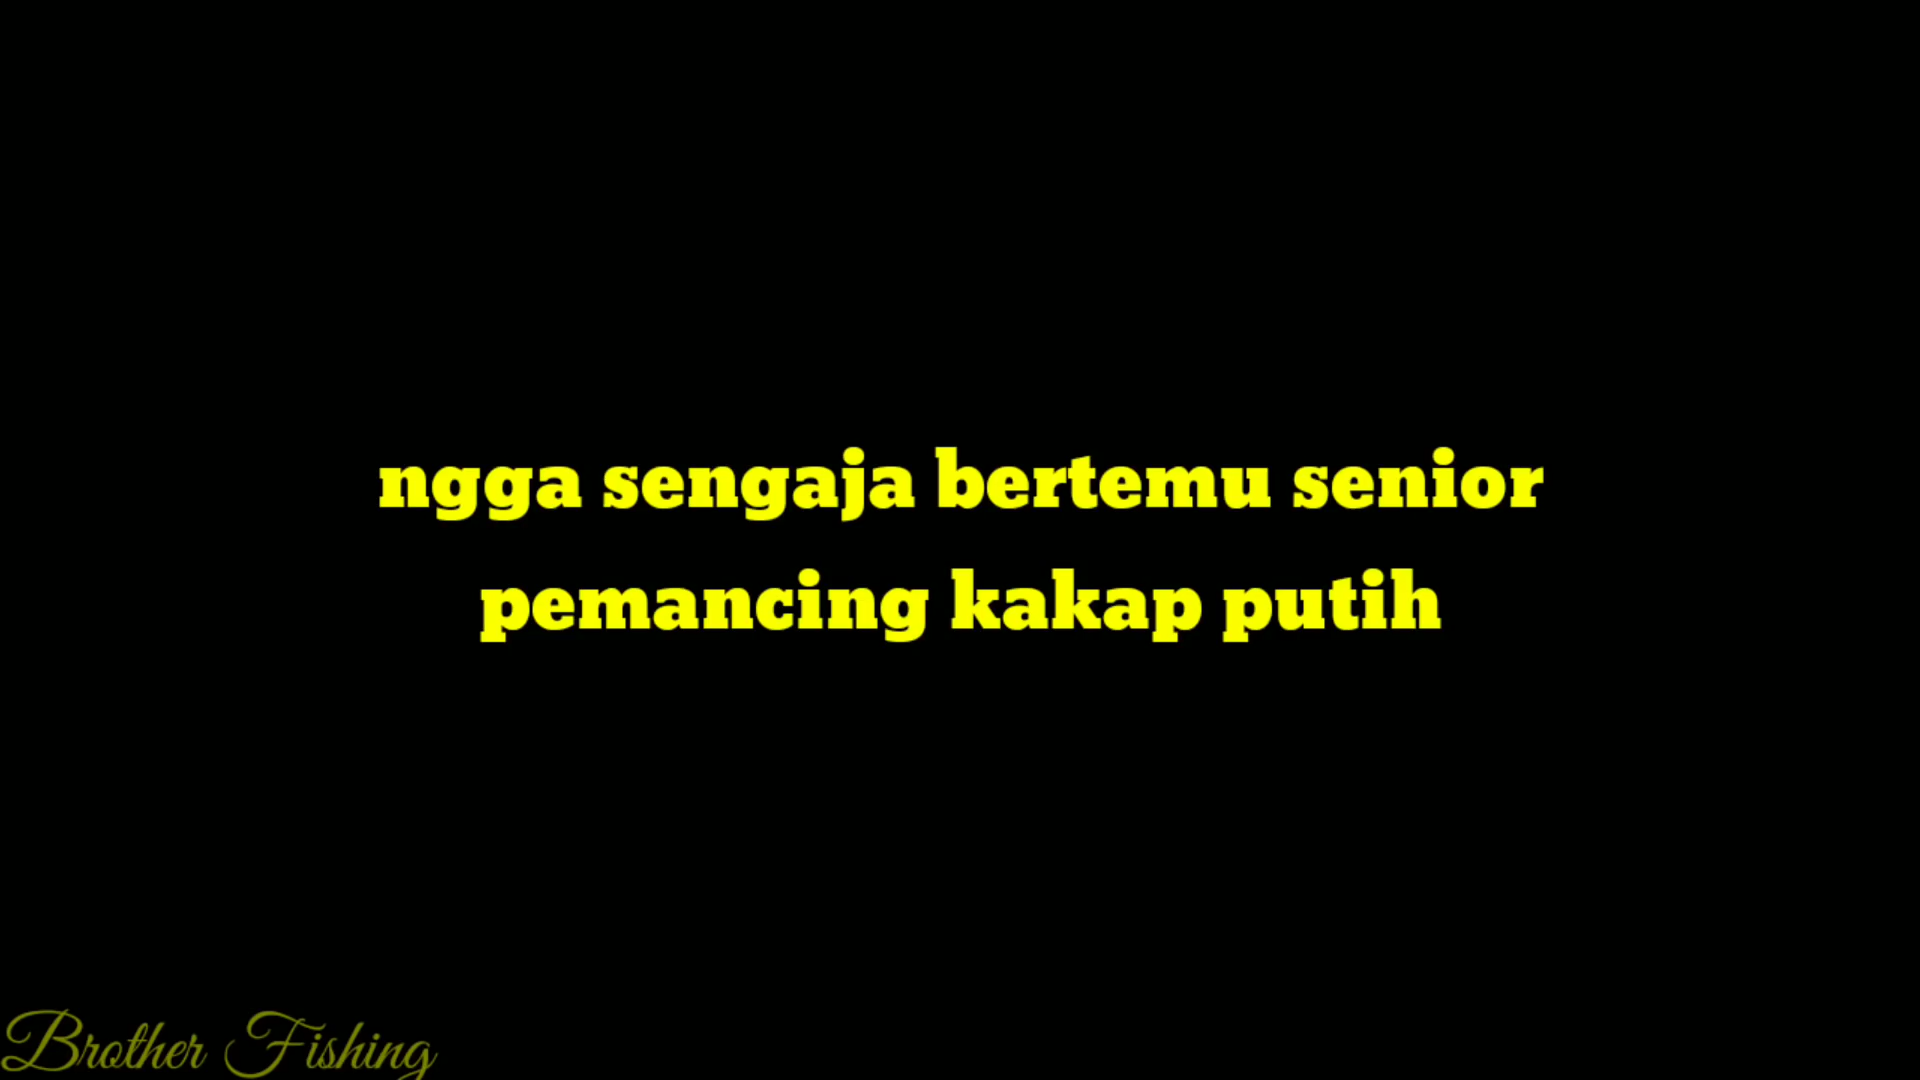 ngga sengaja bertemu senior
pemancing kakap putih
Brother Fishing